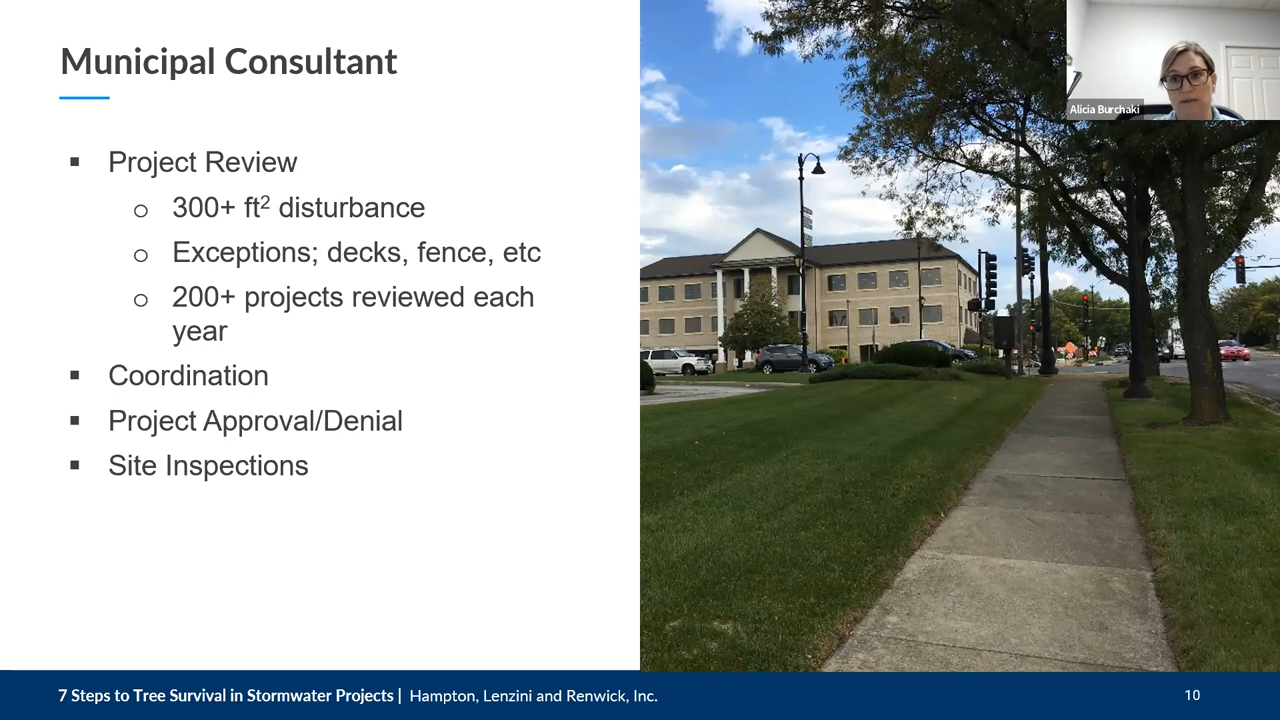 Municipal Consultant
Alicia Burchaki
▪ Project Review
o 300+ ft² disturbance
o Exceptions; decks, fence, etc
o 200+ projects reviewed each
year
▪ Coordination
▪ Project Approval/Denial
▪ Site Inspections
7 Steps to Tree Survival in Stormwater Projects | Hampton, Lenzini and Renwick, Inc.
10